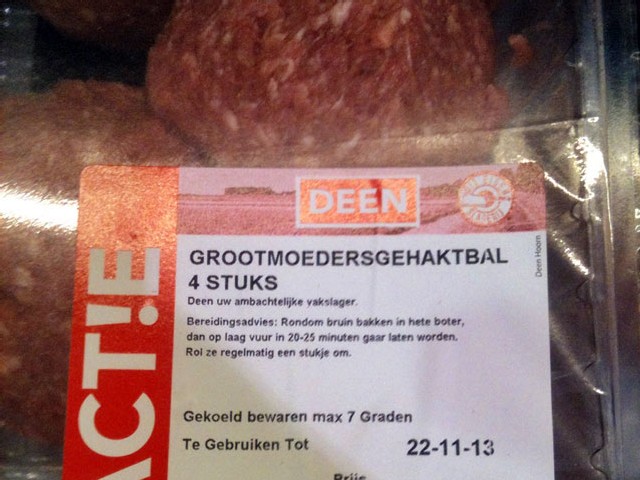 DEEN
ACT!E
GROOTMOEDERSGEHAKTBAL
4 STUKS
Deen uw ambachtelijke vakslager.
Bereidingsadvies: Rondom bruin bakken in hete boter,
dan op laag vuur in 20-25 minuten gaar laten worden.
Rol ze regelmatig een stukje om.
Gekoeld bewaren max 7 Graden
Te Gebruiken Tot 22-11-13
Prijs
Deen Hoorn